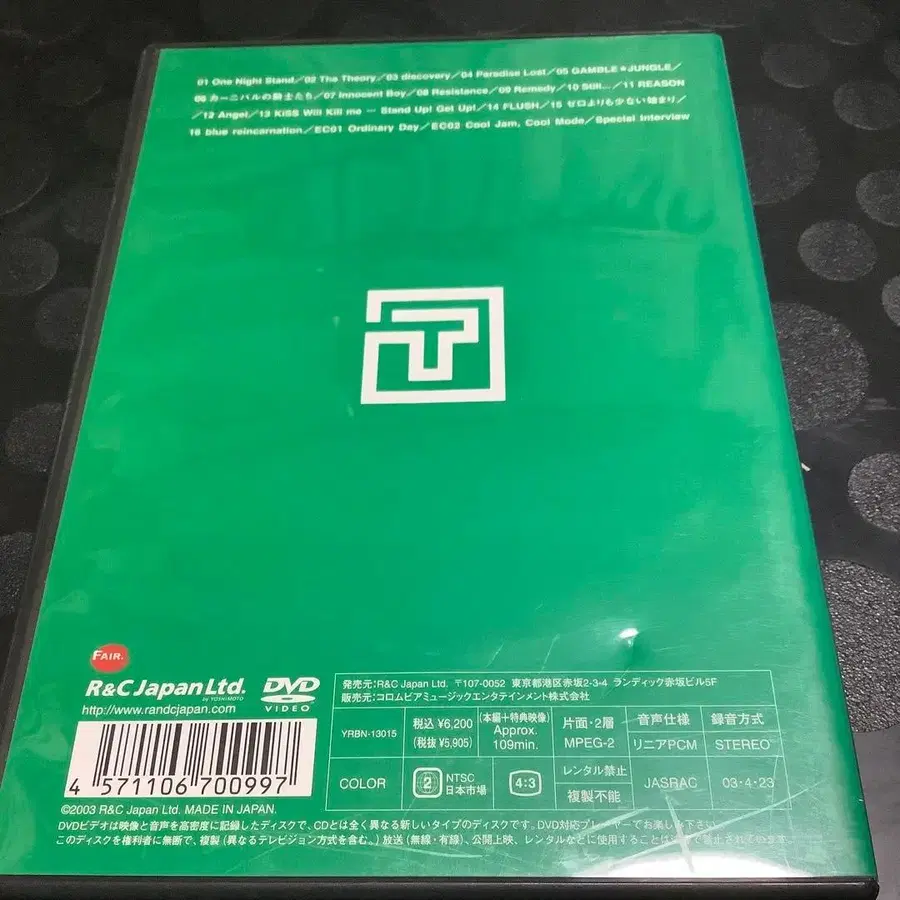 01 One Night Stand／02 The Theory／03 discovery／04 Paradise Lost／05 GAMBLE★JUNGLE／
06 カーニバルの騎士たち／07 Innocent Boy／08 Resistance／09 Remedy／10 Still...／11 REASON
／12 Angel／13 KiSS Will Kill me － Stand Up! Get Up!／14 FLUSH／15 ゼロよりも少ない始まり／
16 blue reincarnation／EC01 Ordinary Day／EC02 Cool Jam, Cool Mode／Special Interview
T
FAIR.
R&C Japan Ltd.
by YOSHIMOTO
http://www.randcjapan.com
DVD
VIDEO
4 571106 700997
発売元:R&C Japan Ltd. 〒107-0052 東京都港区赤坂2-3-4 ランディック赤坂ビル5F
販売元:コロムビアミュージックエンタテインメント株式会社
YRBN-13015
税込 ¥6,200
(税抜 ¥5,905)
(本編+特典映像)
Approx.
109min.
片面・2層
MPEG-2
音声仕様
リニアPCM
録音方式
STEREO
COLOR
2
NTSC
日本市場
4:3
レンタル禁止
複製不能
JASRAC
03・4・23
©2003 R&C Japan Ltd. MADE IN JAPAN.
DVDビデオは映像と音声を高密度に記録したディスクで、CDとは全く異なる新しいタイプのディスクです。DVD対応プレーヤーでお楽しみ下さい。
このディスクを権利者に無断で、複製(異なるテレビジョン方式を含む。)放送(無線・有線)、公開上映、レンタルなどに使用することは法律で禁止されています。